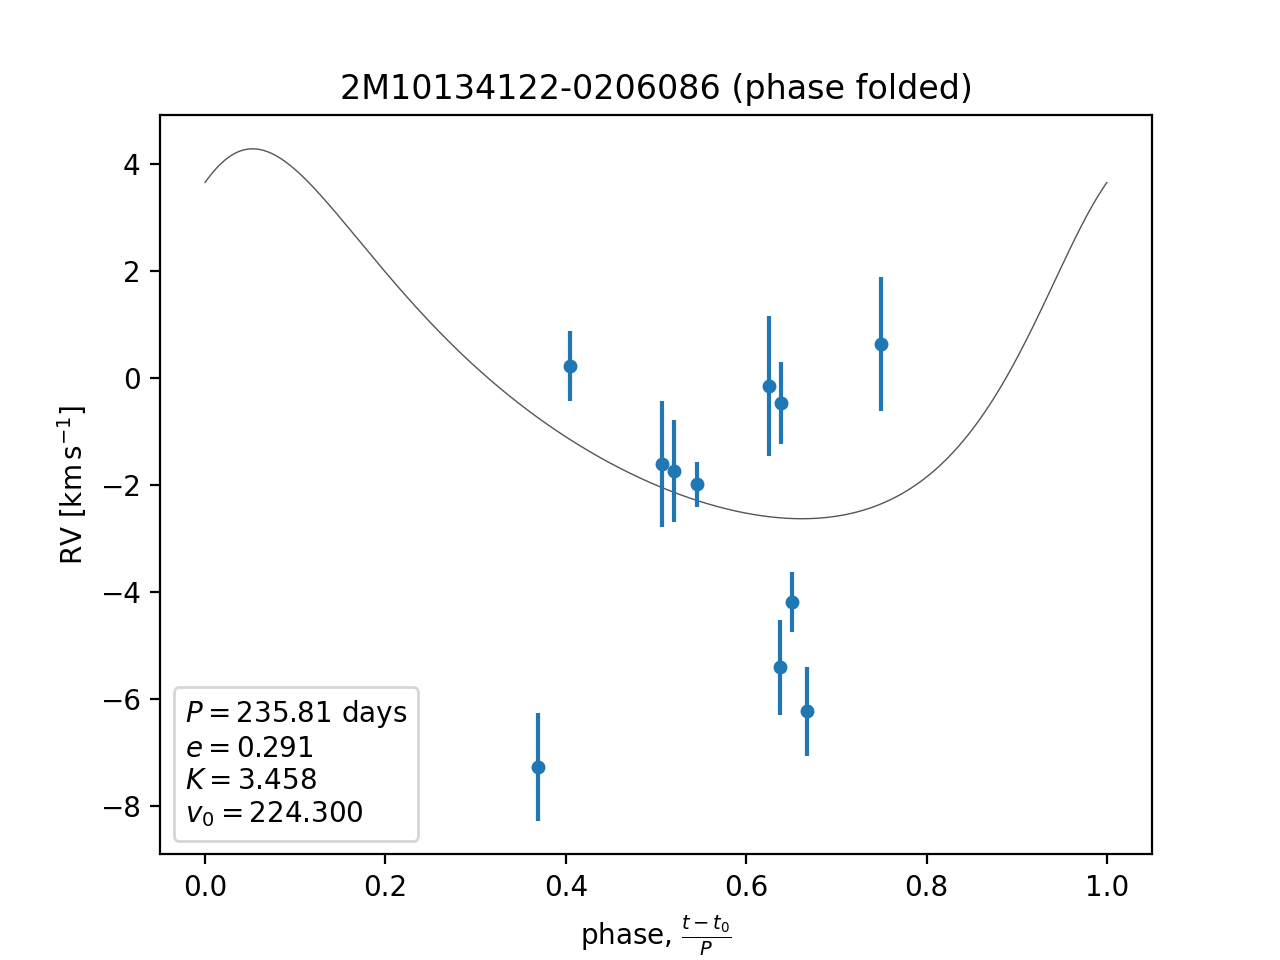 2M10134122-0206086 (phase folded)
4
2
0
−2
−4
−6
−8
RV [km s⁻¹]
P = 235.81 days
e = 0.291
K = 3.458
v₀ = 224.300
0.0 0.2 0.4 0.6 0.8 1.0
phase, (t − t₀)/P